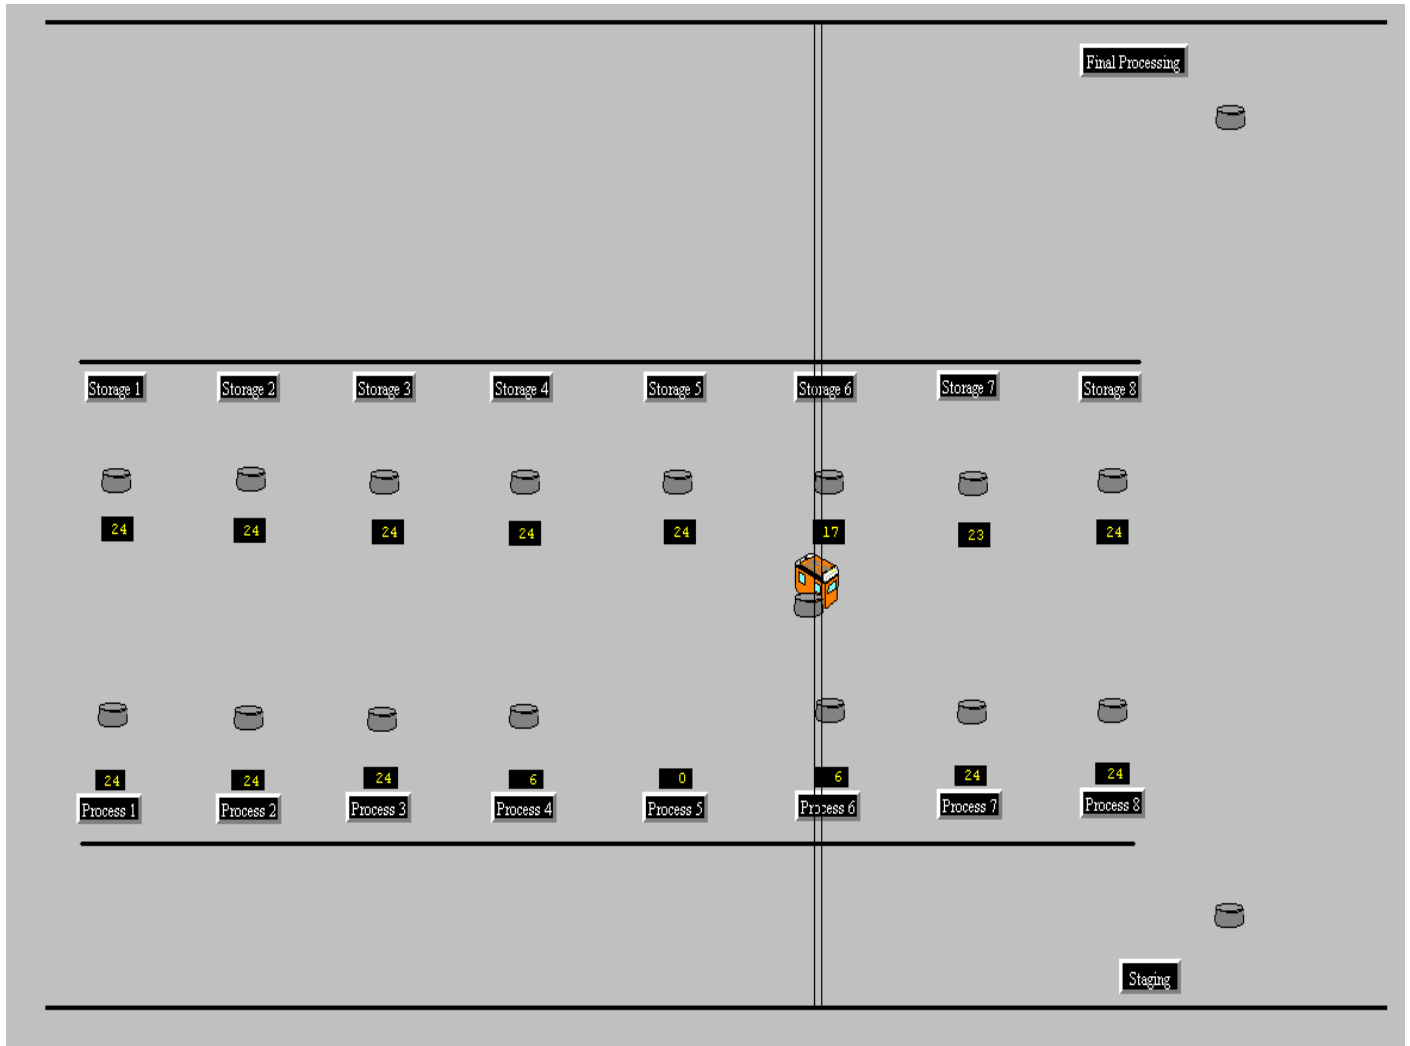 Final Processing
Storage 1 Storage 2 Storage 3 Storage 4 Storage 5 Storage 6 Storage 7 Storage 8
24 24 24 24 24 17 23 24
24 24 24 6 0 6 24 24
Process 1 Process 2 Process 3 Process 4 Process 5 Process 6 Process 7 Process 8
Staging